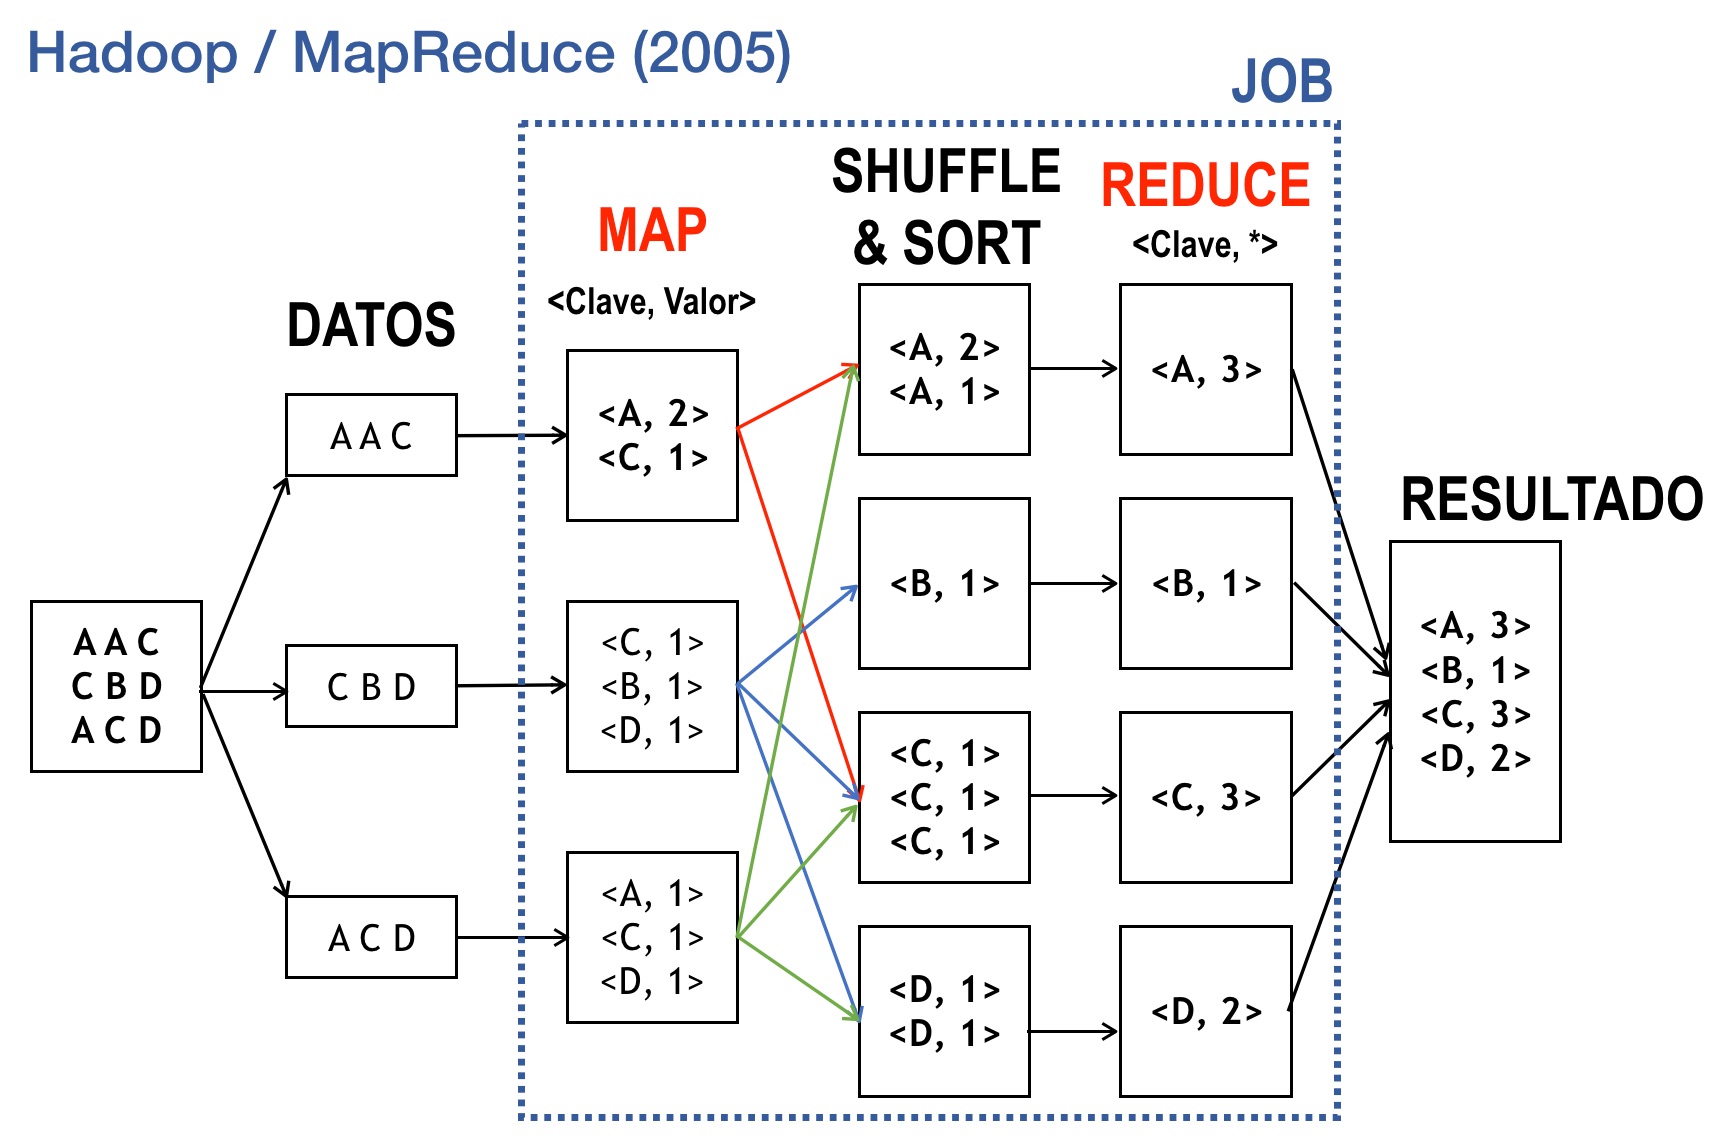 Hadoop / MapReduce (2005)
JOB
DATOS
A A C
C B D
A C D
A A C
C B D
A C D
MAP
<Clave, Valor>
<A, 2>
<C, 1>
<C, 1>
<B, 1>
<D, 1>
<A, 1>
<C, 1>
<D, 1>
SHUFFLE
& SORT
<A, 2>
<A, 1>
<B, 1>
<C, 1>
<C, 1>
<C, 1>
<D, 1>
<D, 1>
REDUCE
<Clave, *>
<A, 3>
<B, 1>
<C, 3>
<D, 2>
RESULTADO
<A, 3>
<B, 1>
<C, 3>
<D, 2>